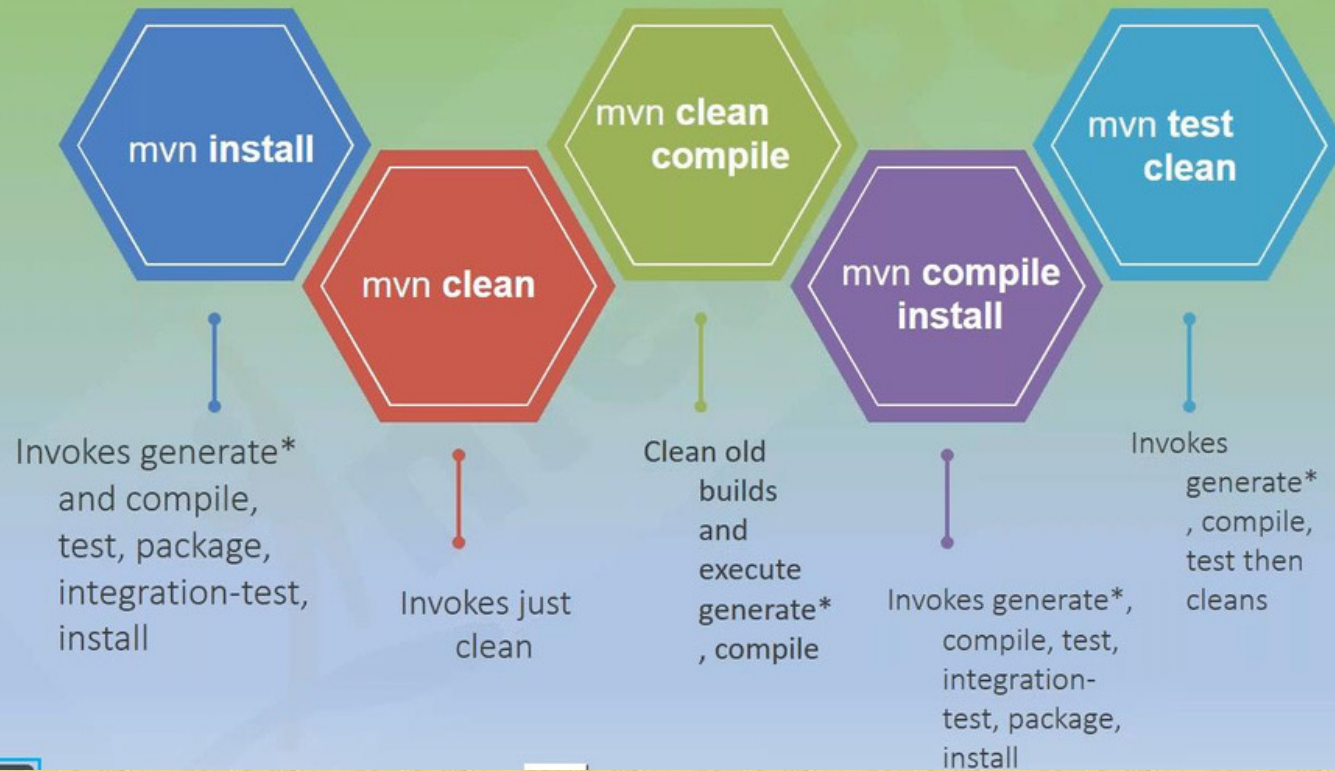 mvn install
Invokes generate*
and compile,
test, package,
integration-test,
install
mvn clean
Invokes just
clean
mvn clean
compile
Clean old
builds
and
execute
generate*
, compile
mvn compile
install
Invokes generate*,
compile, test,
integration-
test, package,
install
mvn test
clean
Invokes
generate*
, compile,
test then
cleans